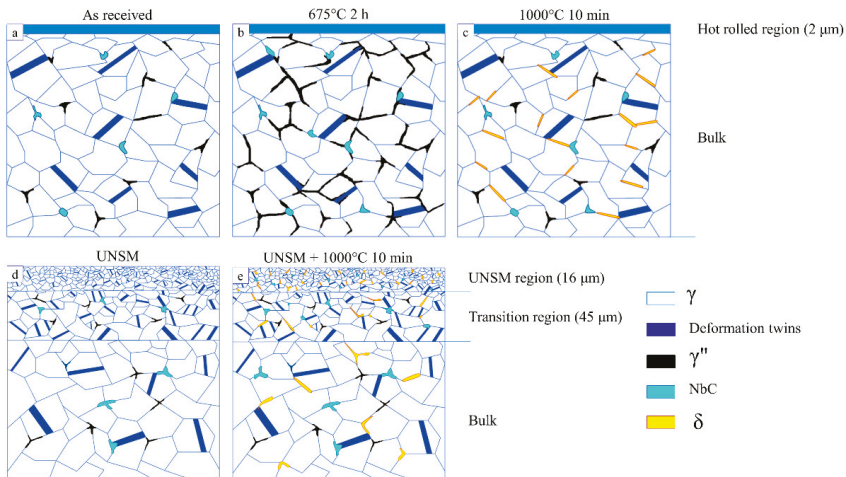 As received
675°C 2 h
1000°C 10 min
Hot rolled region (2 μm)
a
b
c
Bulk
UNSM
UNSM + 1000°C 10 min
d
e
UNSM region (16 μm)
Transition region (45 μm)
γ
Deformation twins
γ"
NbC
Bulk
δ